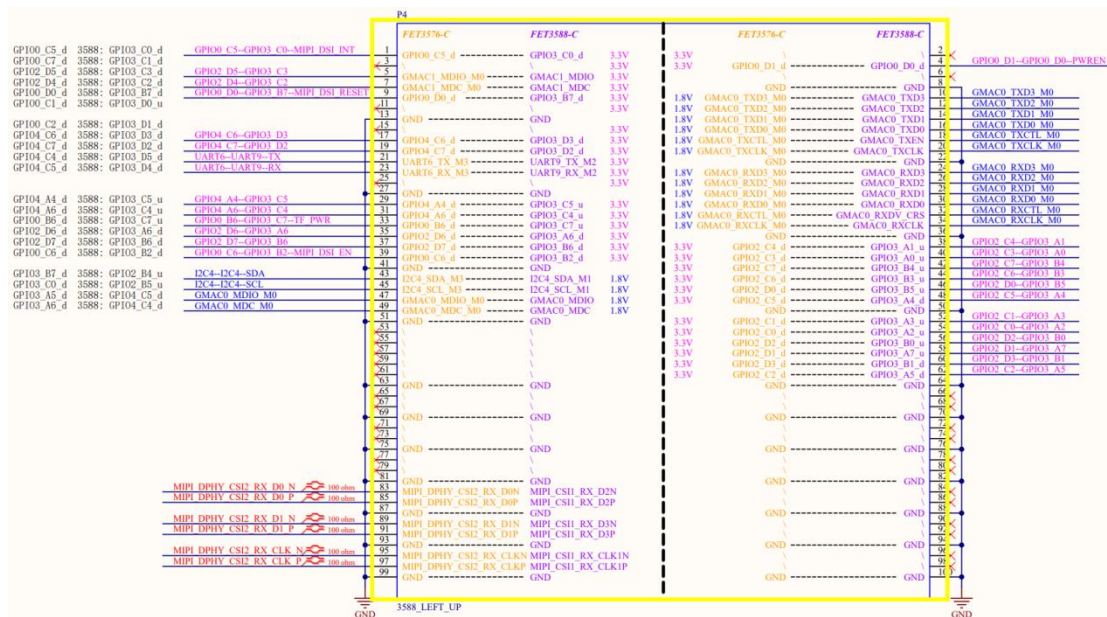 P4
FET3576-C FET3588-C FET3576-C FET3588-C
GPIO0_C5_d 3588: GPIO3_C0_d GPIO0_C5--GPIO3_C0--MIPI_DSI_INT 1 GPIO0_C5_d GPIO3_C0_d 3.3V
GPIO0_C7_d 3588: GPIO3_C1_d 3 3.3V
GPIO2_D5_d 3588: GPIO3_C3_d GPIO2_D5--GPIO3_C3 5 GMAC1_MDIO_M0 GMAC1_MDIO 3.3V
GPIO2_D4_d 3588: GPIO3_C2_d GPIO2_D4--GPIO3_C2 7 GMAC1_MDC_M0 GMAC1_MDC 3.3V
GPIO0_D0_d 3588: GPIO3_B7_d GPIO0_D0--GPIO3_B7--MIPI_DSI_RESET 9 GPIO0_D0_d GPIO3_B7_d 3.3V
GPIO0_C1_d 3588: GPIO3_D0_u 11 3.3V
13 GND GND
GPIO0_C2_d 3588: GPIO3_D1_d 15 3.3V
GPIO4_C6_d 3588: GPIO3_D3_d GPIO4_C6--GPIO3_D3 17 GPIO4_C6_d GPIO3_D3_d 3.3V
GPIO4_C7_d 3588: GPIO3_D2_d GPIO4_C7--GPIO3_D2 19 GPIO4_C7_d GPIO3_D2_d 3.3V
GPIO4_C4_d 3588: GPIO3_D5_d UART6--UART9--TX 21 UART6_TX_M3 UART9_TX_M2 3.3V
GPIO4_C5_d 3588: GPIO3_D4_d UART6--UART9--RX 23 UART6_RX_M3 UART9_RX_M2 3.3V
25 3.3V
27 GND GND
GPIO4_A4_d 3588: GPIO3_C5_u GPIO4_A4--GPIO3_C5 29 GPIO4_A4_d GPIO3_C5_u 3.3V
GPIO4_A6_d 3588: GPIO3_C4_u GPIO4_A6--GPIO3_C4 31 GPIO4_A6_d GPIO3_C4_u 3.3V
GPIO0_B6_d 3588: GPIO3_C7_u GPIO0_B6--GPIO3_C7--TF_PWR 33 GPIO0_B6_d GPIO3_C7_u 3.3V
GPIO2_D6_d 3588: GPIO3_A6_d GPIO2_D6--GPIO3_A6 35 GPIO2_D6_d GPIO3_A6_d 3.3V
GPIO2_D7_d 3588: GPIO3_B6_d GPIO2_D7--GPIO3_B6 37 GPIO2_D7_d GPIO3_B6_d 3.3V
GPIO0_C6_d 3588: GPIO3_B2_d GPIO0_C6--GPIO3_B2--MIPI_DSI_EN 39 GPIO0_C6_d GPIO3_B2_d 3.3V
41 GND GND
GPIO3_B7_d 3588: GPIO2_B4_u I2C4--I2C4--SDA 43 I2C4_SDA_M3 I2C4_SDA_M1 1.8V
GPIO3_C0_d 3588: GPIO2_B5_u I2C4--I2C4--SCL 45 I2C4_SCL_M3 I2C4_SCL_M1 1.8V
GPIO3_A5_d 3588: GPIO4_C5_d GMAC0_MDIO_M0 47 GMAC0_MDIO_M0 GMAC0_MDIO 1.8V
GPIO3_A6_d 3588: GPIO4_C4_d GMAC0_MDC_M0 49 GMAC0_MDC_M0 GMAC0_MDC 1.8V
51 GND GND
53
55
57
59
61
63 GND GND
65
67
69 GND GND
71
73
75 GND GND
77
79
81 GND GND
MIPI_DPHY_CSI2_RX_D0_N 100 ohm 83 MIPI_DPHY_CSI2_RX_D0N MIPI_CSI1_RX_D2N
MIPI_DPHY_CSI2_RX_D0_P 100 ohm 85 MIPI_DPHY_CSI2_RX_D0P MIPI_CSI1_RX_D2P
87 GND GND
MIPI_DPHY_CSI2_RX_D1_N 100 ohm 89 MIPI_DPHY_CSI2_RX_D1N MIPI_CSI1_RX_D3N
MIPI_DPHY_CSI2_RX_D1_P 100 ohm 91 MIPI_DPHY_CSI2_RX_D1P MIPI_CSI1_RX_D3P
93 GND GND
MIPI_DPHY_CSI2_RX_CLK_N 100 ohm 95 MIPI_DPHY_CSI2_RX_CLKN MIPI_CSI1_RX_CLK1N
MIPI_DPHY_CSI2_RX_CLK_P 100 ohm 97 MIPI_DPHY_CSI2_RX_CLKP MIPI_CSI1_RX_CLK1P
99 GND GND
GND
3588_LEFT_UP
3.3V 2
3.3V GPIO0_D1_d GPIO0_D0_d 4 GPIO0_D1--GPIO0_D0--PWREN
6
GND GND 8
1.8V GMAC0_TXD3_M0 GMAC0_TXD3 10 GMAC0_TXD3_M0
1.8V GMAC0_TXD2_M0 GMAC0_TXD2 12 GMAC0_TXD2_M0
1.8V GMAC0_TXD1_M0 GMAC0_TXD1 14 GMAC0_TXD1_M0
1.8V GMAC0_TXD0_M0 GMAC0_TXD0 16 GMAC0_TXD0_M0
1.8V GMAC0_TXCTL_M0 GMAC0_TXEN 18 GMAC0_TXCTL_M0
1.8V GMAC0_TXCLK_M0 GMAC0_TXCLK 20 GMAC0_TXCLK_M0
GND GND 22
1.8V GMAC0_RXD3_M0 GMAC0_RXD3 24 GMAC0_RXD3_M0
1.8V GMAC0_RXD2_M0 GMAC0_RXD2 26 GMAC0_RXD2_M0
1.8V GMAC0_RXD1_M0 GMAC0_RXD1 28 GMAC0_RXD1_M0
1.8V GMAC0_RXD0_M0 GMAC0_RXD0 30 GMAC0_RXD0_M0
1.8V GMAC0_RXCTL_M0 GMAC0_RXDV_CRS 32 GMAC0_RXCTL_M0
1.8V GMAC0_RXCLK_M0 GMAC0_RXCLK 34 GMAC0_RXCLK_M0
GND GND 36
3.3V GPIO2_C4_d GPIO3_A1_u 38 GPIO2_C4--GPIO3_A1
3.3V GPIO2_C3_d GPIO3_A0_u 40 GPIO2_C3--GPIO3_A0
3.3V GPIO2_C7_d GPIO3_B4_u 42 GPIO2_C7--GPIO3_B4
3.3V GPIO2_C6_d GPIO3_B3_u 44 GPIO2_C6--GPIO3_B3
3.3V GPIO2_D0_d GPIO3_B5_u 46 GPIO2_D0--GPIO3_B5
3.3V GPIO2_C5_d GPIO3_A4_d 48 GPIO2_C5--GPIO3_A4
GND GND 50
3.3V GPIO2_C1_d GPIO3_A3_u 52 GPIO2_C1--GPIO3_A3
3.3V GPIO2_C0_d GPIO3_A2_u 54 GPIO2_C0--GPIO3_A2
3.3V GPIO2_D2_d GPIO3_B0_u 56 GPIO2_D2--GPIO3_B0
3.3V GPIO2_D1_d GPIO3_A7_u 58 GPIO2_D1--GPIO3_A7
3.3V GPIO2_D3_d GPIO3_B1_d 60 GPIO2_D3--GPIO3_B1
3.3V GPIO2_C2_d GPIO3_A5_d 62 GPIO2_C2--GPIO3_A5
GND GND 64
66
68
GND GND 70
72
74
GND GND 76
78
80
GND GND 82
84
86
GND GND 88
90
92
GND GND 94
96
98
GND GND 100
GND